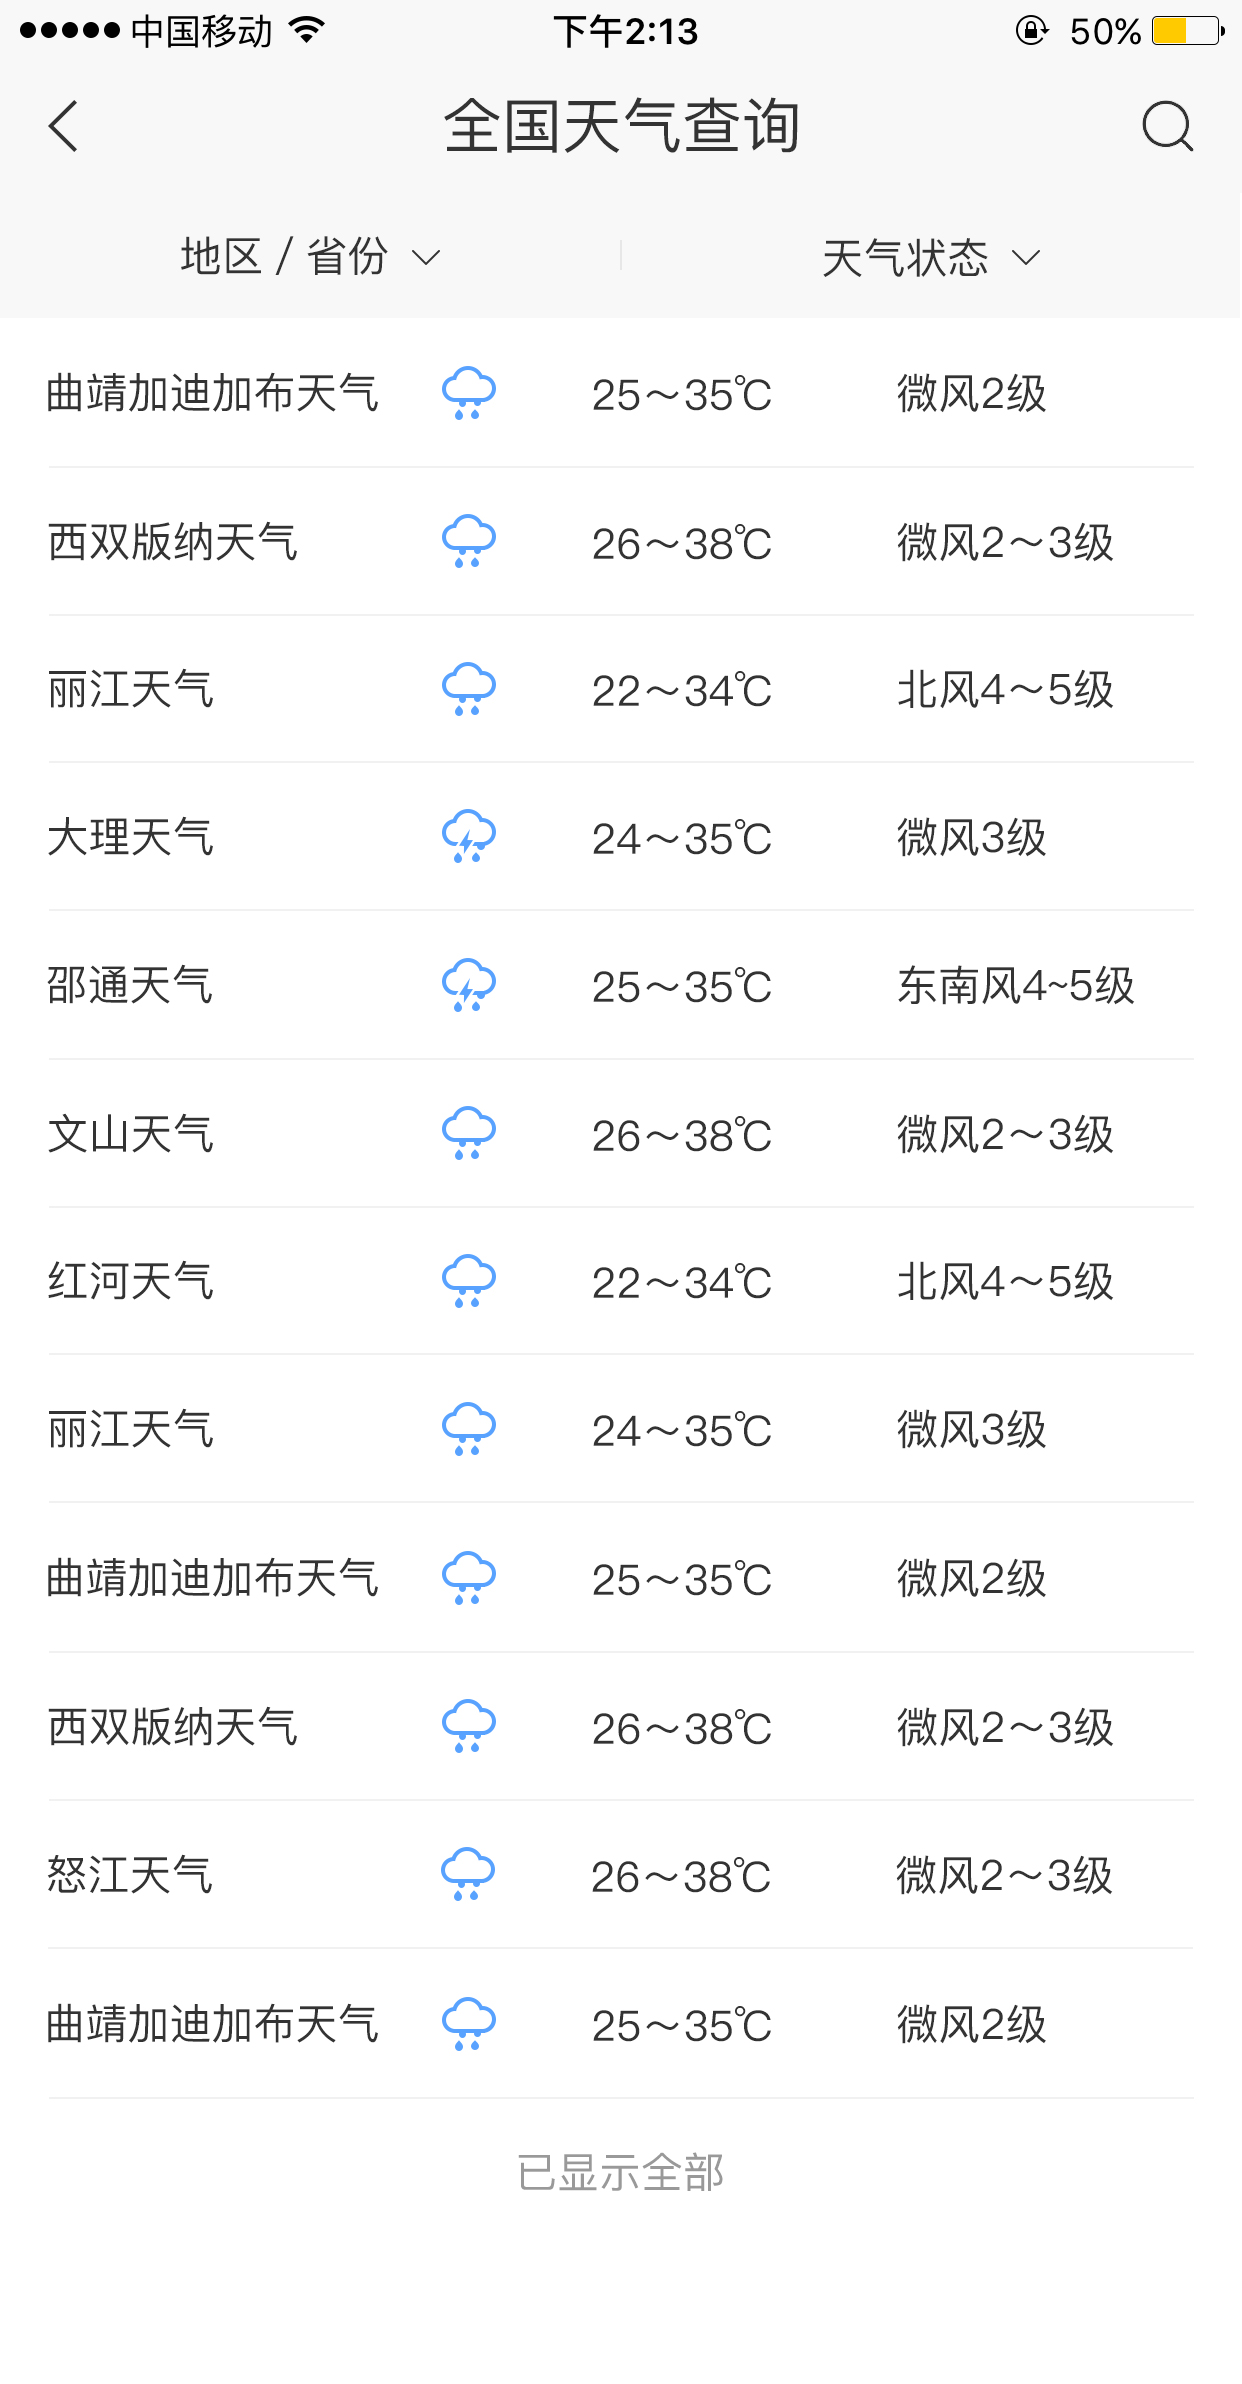 中国移动 下午2:13 50%
全国天气查询
地区 / 省份 天气状态
曲靖加迪加布天气 25～35℃ 微风2级
西双版纳天气 26～38℃ 微风2～3级
丽江天气 22～34℃ 北风4～5级
大理天气 24～35℃ 微风3级
邵通天气 25～35℃ 东南风4~5级
文山天气 26～38℃ 微风2～3级
红河天气 22～34℃ 北风4～5级
丽江天气 24～35℃ 微风3级
曲靖加迪加布天气 25～35℃ 微风2级
西双版纳天气 26～38℃ 微风2～3级
怒江天气 26～38℃ 微风2～3级
曲靖加迪加布天气 25～35℃ 微风2级
已显示全部